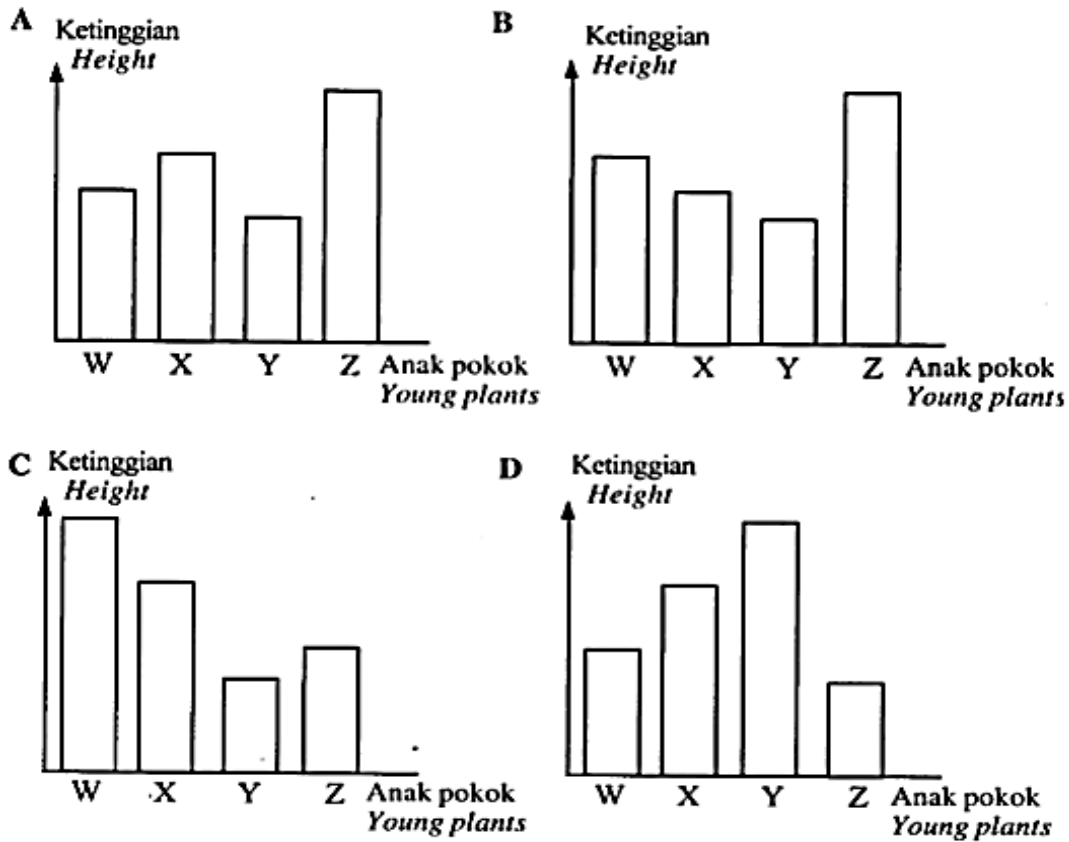 A Ketinggian
Height
W X Y Z Anak pokok
Young plants
B Ketinggian
Height
W X Y Z Anak pokok
Young plants
C Ketinggian
Height
W X Y Z Anak pokok
Young plants
D Ketinggian
Height
W X Y Z Anak pokok
Young plants